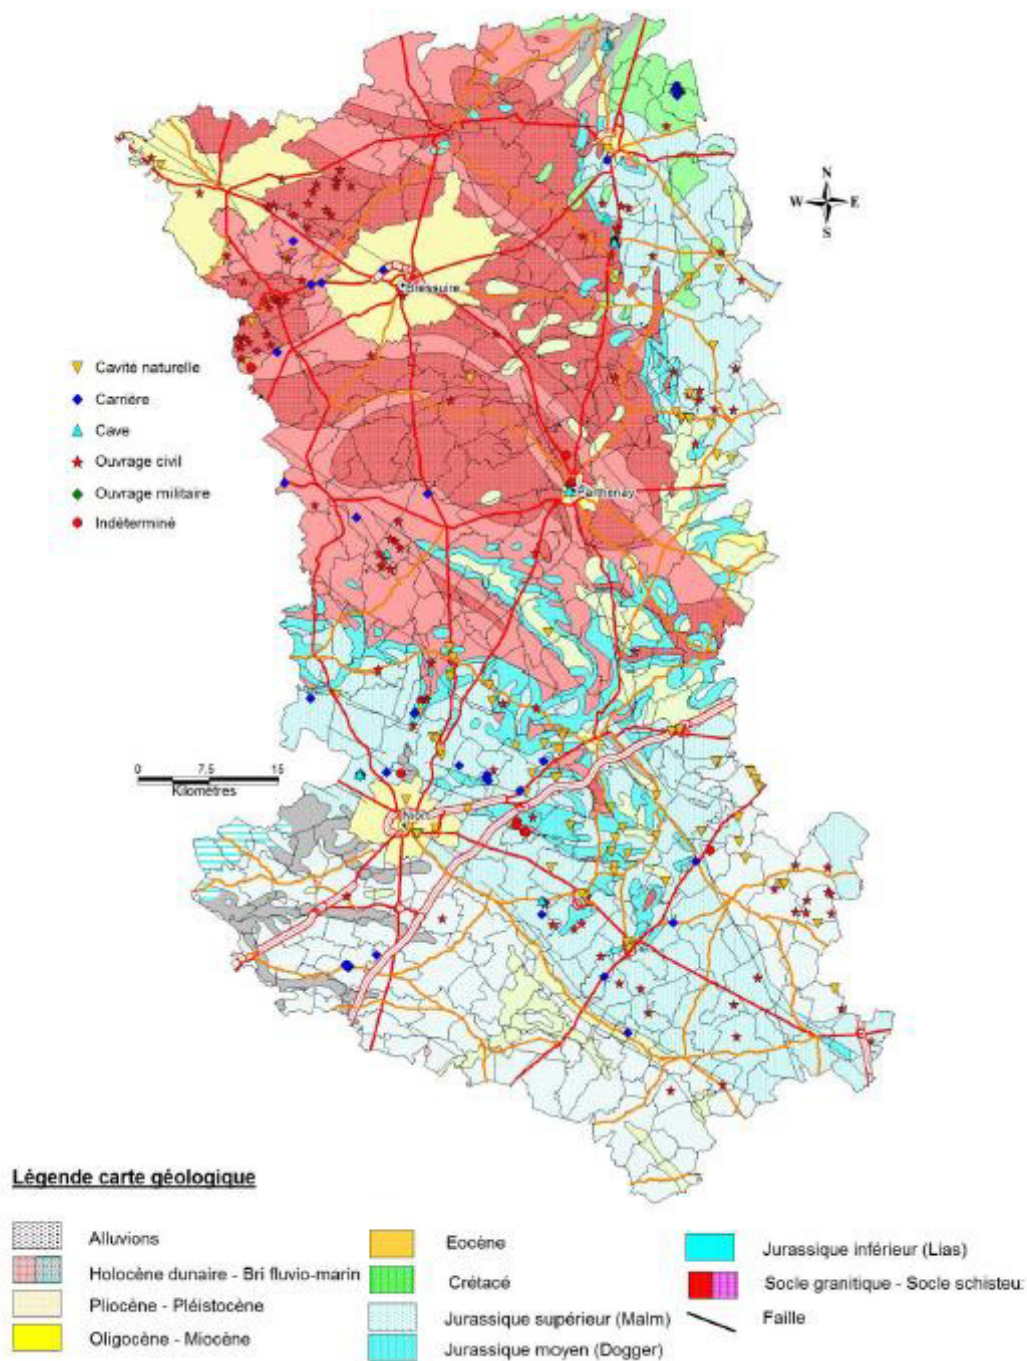 N
W E
S
Bressuire
Cavité naturelle
Carrière
Cave
Ouvrage civil
Ouvrage militaire
Indéterminé
Parthenay
0 7,5 15
Kilomètres
Niort
Légende carte géologique
Alluvions
Holocène dunaire - Bri fluvio-marin
Pliocène - Pléistocène
Oligocène - Miocène
Eocène
Crétacé
Jurassique supérieur (Malm)
Jurassique moyen (Dogger)
Jurassique inférieur (Lias)
Socle granitique - Socle schisteu:
Faille